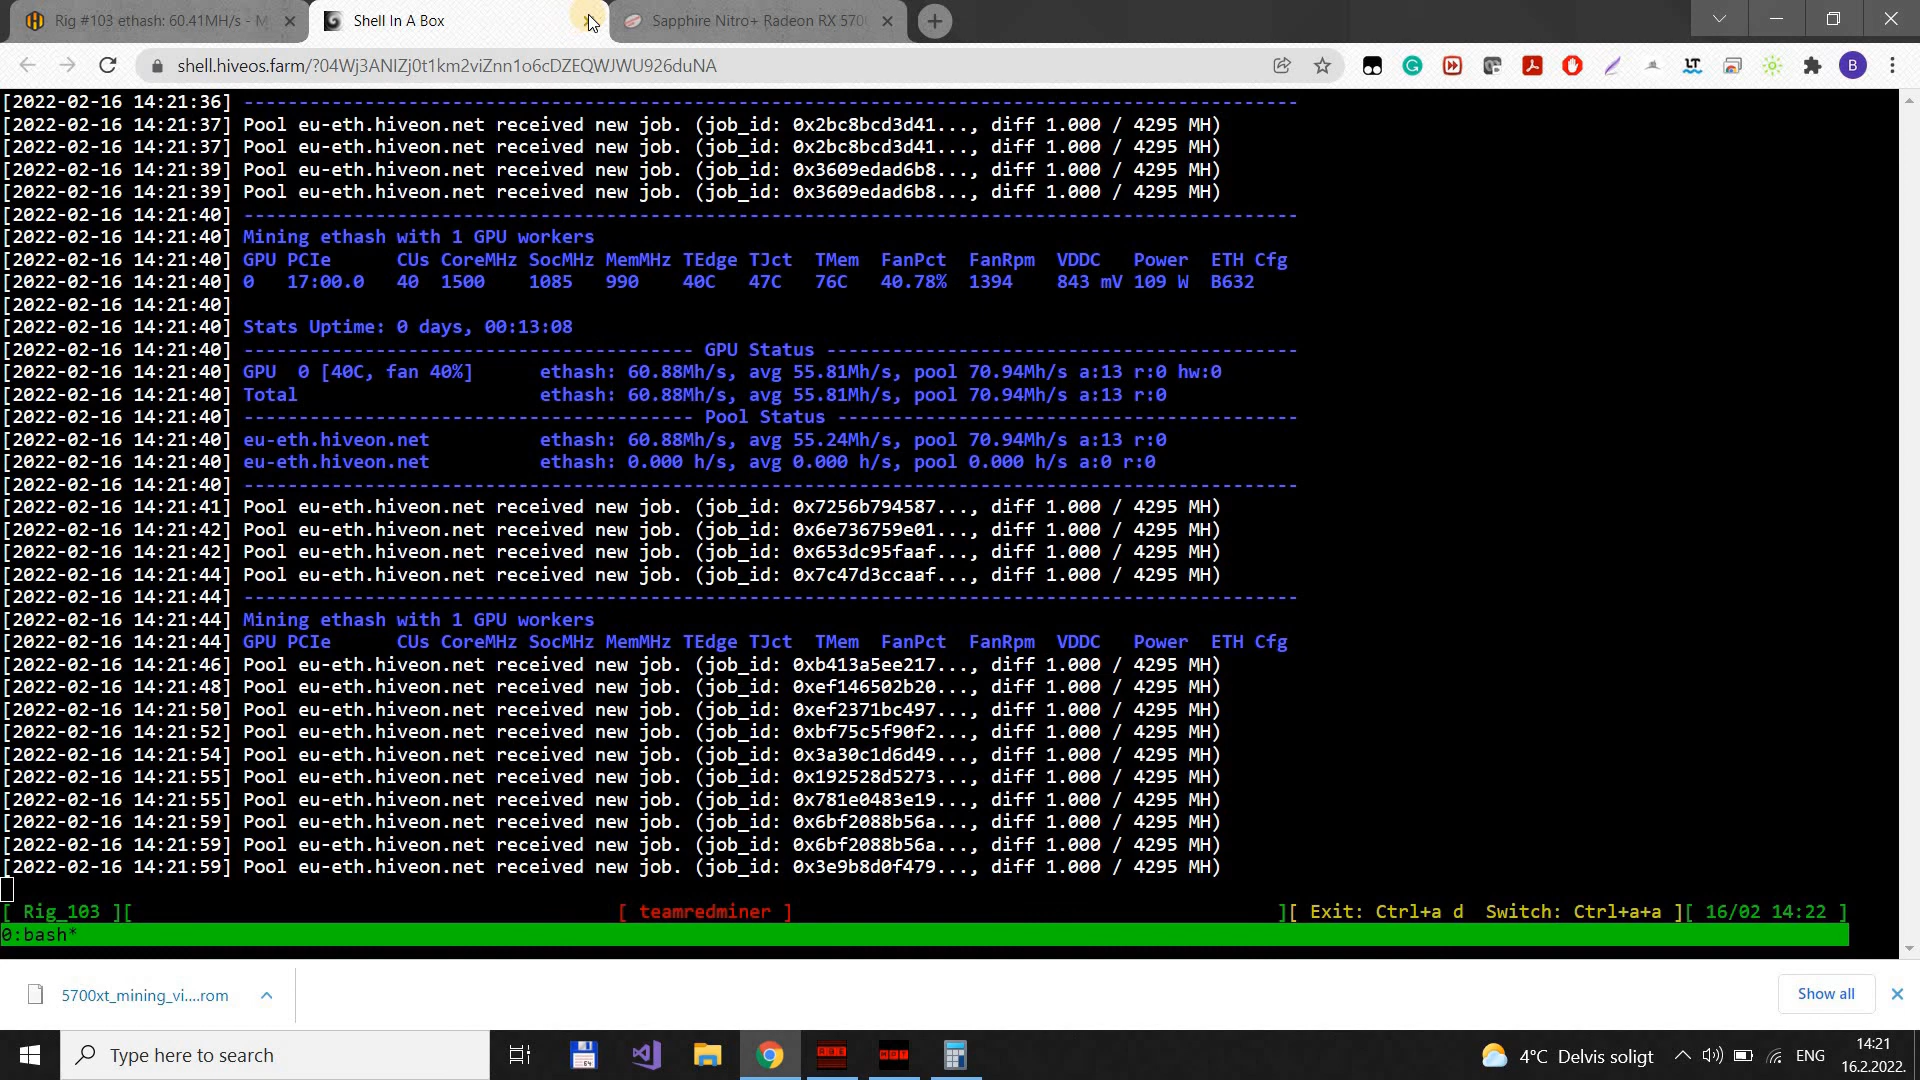 Rig #103 ethash: 60.41MH/s - M
Shell In A Box
Sapphire Nitro+ Radeon RX 570
shell.hiveos.farm/?04Wj3ANIZj0t1km2viZnn1o6cDZEQWJWU926duNA
B
[2022-02-16 14:21:36] ------------------------------------------------------------------------------------------------
[2022-02-16 14:21:37] Pool eu-eth.hiveon.net received new job. (job_id: 0x2bc8bcd3d41..., diff 1.000 / 4295 MH)
[2022-02-16 14:21:37] Pool eu-eth.hiveon.net received new job. (job_id: 0x2bc8bcd3d41..., diff 1.000 / 4295 MH)
[2022-02-16 14:21:39] Pool eu-eth.hiveon.net received new job. (job_id: 0x3609edad6b8..., diff 1.000 / 4295 MH)
[2022-02-16 14:21:39] Pool eu-eth.hiveon.net received new job. (job_id: 0x3609edad6b8..., diff 1.000 / 4295 MH)
[2022-02-16 14:21:40] ------------------------------------------------------------------------------------------------
[2022-02-16 14:21:40] Mining ethash with 1 GPU workers
[2022-02-16 14:21:40] GPU PCIe CUs CoreMHz SocMHz MemMHz TEdge TJct TMem FanPct FanRpm VDDC Power ETH Cfg
[2022-02-16 14:21:40] 0 17:00.0 40 1500 1085 990 40C 47C 76C 40.78% 1394 843 mV 109 W B632
[2022-02-16 14:21:40]
[2022-02-16 14:21:40] Stats Uptime: 0 days, 00:13:08
[2022-02-16 14:21:40] ----------------------------------------- GPU Status -------------------------------------------
[2022-02-16 14:21:40] GPU 0 [40C, fan 40%] ethash: 60.88Mh/s, avg 55.81Mh/s, pool 70.94Mh/s a:13 r:0 hw:0
[2022-02-16 14:21:40] Total ethash: 60.88Mh/s, avg 55.81Mh/s, pool 70.94Mh/s a:13 r:0
[2022-02-16 14:21:40] ----------------------------------------- Pool Status ------------------------------------------
[2022-02-16 14:21:40] eu-eth.hiveon.net ethash: 60.88Mh/s, avg 55.24Mh/s, pool 70.94Mh/s a:13 r:0
[2022-02-16 14:21:40] eu-eth.hiveon.net ethash: 0.000 h/s, avg 0.000 h/s, pool 0.000 h/s a:0 r:0
[2022-02-16 14:21:40] ------------------------------------------------------------------------------------------------
[2022-02-16 14:21:41] Pool eu-eth.hiveon.net received new job. (job_id: 0x7256b794587..., diff 1.000 / 4295 MH)
[2022-02-16 14:21:42] Pool eu-eth.hiveon.net received new job. (job_id: 0x6e736759e01..., diff 1.000 / 4295 MH)
[2022-02-16 14:21:42] Pool eu-eth.hiveon.net received new job. (job_id: 0x653dc95faaf..., diff 1.000 / 4295 MH)
[2022-02-16 14:21:44] Pool eu-eth.hiveon.net received new job. (job_id: 0x7c47d3ccaaf..., diff 1.000 / 4295 MH)
[2022-02-16 14:21:44] ------------------------------------------------------------------------------------------------
[2022-02-16 14:21:44] Mining ethash with 1 GPU workers
[2022-02-16 14:21:44] GPU PCIe CUs CoreMHz SocMHz MemMHz TEdge TJct TMem FanPct FanRpm VDDC Power ETH Cfg
[2022-02-16 14:21:46] Pool eu-eth.hiveon.net received new job. (job_id: 0xb413a5ee217..., diff 1.000 / 4295 MH)
[2022-02-16 14:21:48] Pool eu-eth.hiveon.net received new job. (job_id: 0xef146502b20..., diff 1.000 / 4295 MH)
[2022-02-16 14:21:50] Pool eu-eth.hiveon.net received new job. (job_id: 0xef2371bc497..., diff 1.000 / 4295 MH)
[2022-02-16 14:21:52] Pool eu-eth.hiveon.net received new job. (job_id: 0xbf75c5f90f2..., diff 1.000 / 4295 MH)
[2022-02-16 14:21:54] Pool eu-eth.hiveon.net received new job. (job_id: 0x3a30c1d6d49..., diff 1.000 / 4295 MH)
[2022-02-16 14:21:55] Pool eu-eth.hiveon.net received new job. (job_id: 0x192528d5273..., diff 1.000 / 4295 MH)
[2022-02-16 14:21:55] Pool eu-eth.hiveon.net received new job. (job_id: 0x781e0483e19..., diff 1.000 / 4295 MH)
[2022-02-16 14:21:59] Pool eu-eth.hiveon.net received new job. (job_id: 0x6bf2088b56a..., diff 1.000 / 4295 MH)
[2022-02-16 14:21:59] Pool eu-eth.hiveon.net received new job. (job_id: 0x6bf2088b56a..., diff 1.000 / 4295 MH)
[2022-02-16 14:21:59] Pool eu-eth.hiveon.net received new job. (job_id: 0x3e9b8d0f479..., diff 1.000 / 4295 MH)
[ Rig_103 ][ [ teamredminer ] ][ Exit: Ctrl+a d Switch: Ctrl+a+a ][ 16/02 14:22 ]
0:bash*
5700xt_mining_vi....rom
Show all
Type here to search
4°C Delvis soligt
ENG
14:21
16.2.2022.